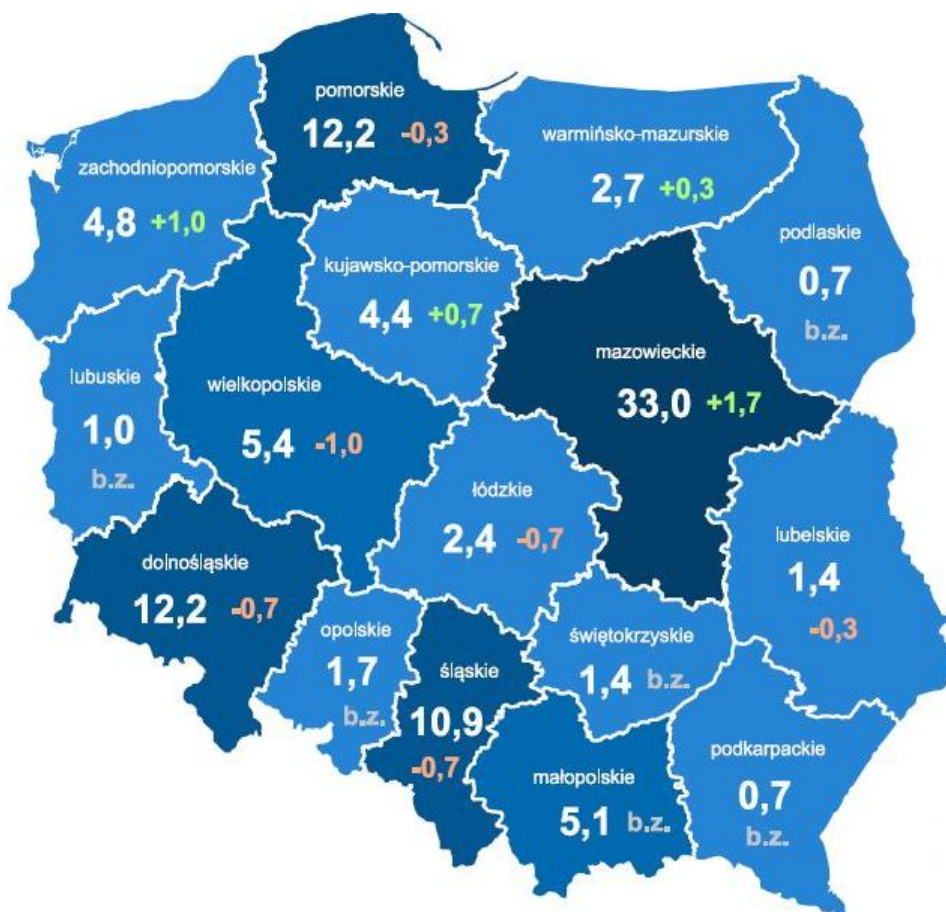 pomorskie
12,2 -0,3
warmińsko-mazurskie
2,7 +0,3
zachodniopomorskie
4,8 +1,0
podlaskie
0,7
b.z.
kujawsko-pomorskie
4,4 +0,7
mazowieckie
33,0 +1,7
lubuskie
1,0
b.z.
wielkopolskie
5,4 -1,0
łódzkie
2,4 -0,7
lubelskie
1,4
-0,3
dolnośląskie
12,2 -0,7
opolskie
1,7
b.z.
śląskie
10,9
-0,7
świętokrzyskie
1,4 b.z.
małopolskie
5,1 b.z.
podkarpackie
0,7
b.z.